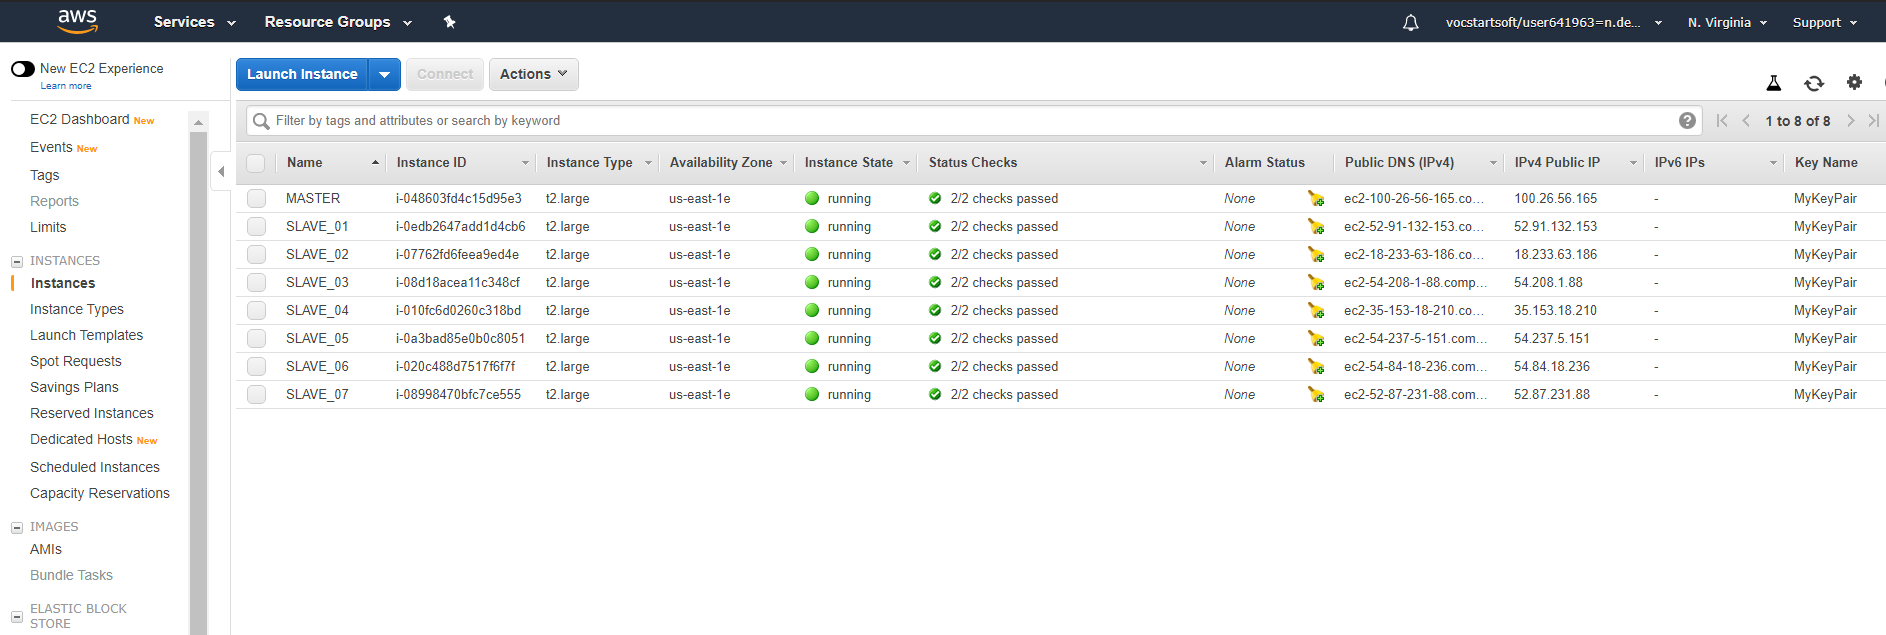 aws Services Resource Groups vocstartsoft/user641963=n.de... N. Virginia Support
New EC2 Experience
Learn more
EC2 Dashboard New
Events New
Tags
Reports
Limits
INSTANCES
Instances
Instance Types
Launch Templates
Spot Requests
Savings Plans
Reserved Instances
Dedicated Hosts New
Scheduled Instances
Capacity Reservations
IMAGES
AMIs
Bundle Tasks
ELASTIC BLOCK
STORE
Launch Instance Connect Actions
Filter by tags and attributes or search by keyword ? 1 to 8 of 8
Name Instance ID Instance Type Availability Zone Instance State Status Checks Alarm Status Public DNS (IPv4) IPv4 Public IP IPv6 IPs Key Name
MASTER i-048603fd4c15d95e3 t2.large us-east-1e running 2/2 checks passed None ec2-100-26-56-165.co... 100.26.56.165 - MyKeyPair
SLAVE_01 i-0edb2647add1d4cb6 t2.large us-east-1e running 2/2 checks passed None ec2-52-91-132-153.co... 52.91.132.153 - MyKeyPair
SLAVE_02 i-07762fd6feea9ed4e t2.large us-east-1e running 2/2 checks passed None ec2-18-233-63-186.co... 18.233.63.186 - MyKeyPair
SLAVE_03 i-08d18acea11c348cf t2.large us-east-1e running 2/2 checks passed None ec2-54-208-1-88.comp... 54.208.1.88 - MyKeyPair
SLAVE_04 i-010fc6d0260c318bd t2.large us-east-1e running 2/2 checks passed None ec2-35-153-18-210.co... 35.153.18.210 - MyKeyPair
SLAVE_05 i-0a3bad85e0b0c8051 t2.large us-east-1e running 2/2 checks passed None ec2-54-237-5-151.com... 54.237.5.151 - MyKeyPair
SLAVE_06 i-020c488d7517f6f7f t2.large us-east-1e running 2/2 checks passed None ec2-54-84-18-236.com... 54.84.18.236 - MyKeyPair
SLAVE_07 i-08998470bfc7ce555 t2.large us-east-1e running 2/2 checks passed None ec2-52-87-231-88.com... 52.87.231.88 - MyKeyPair